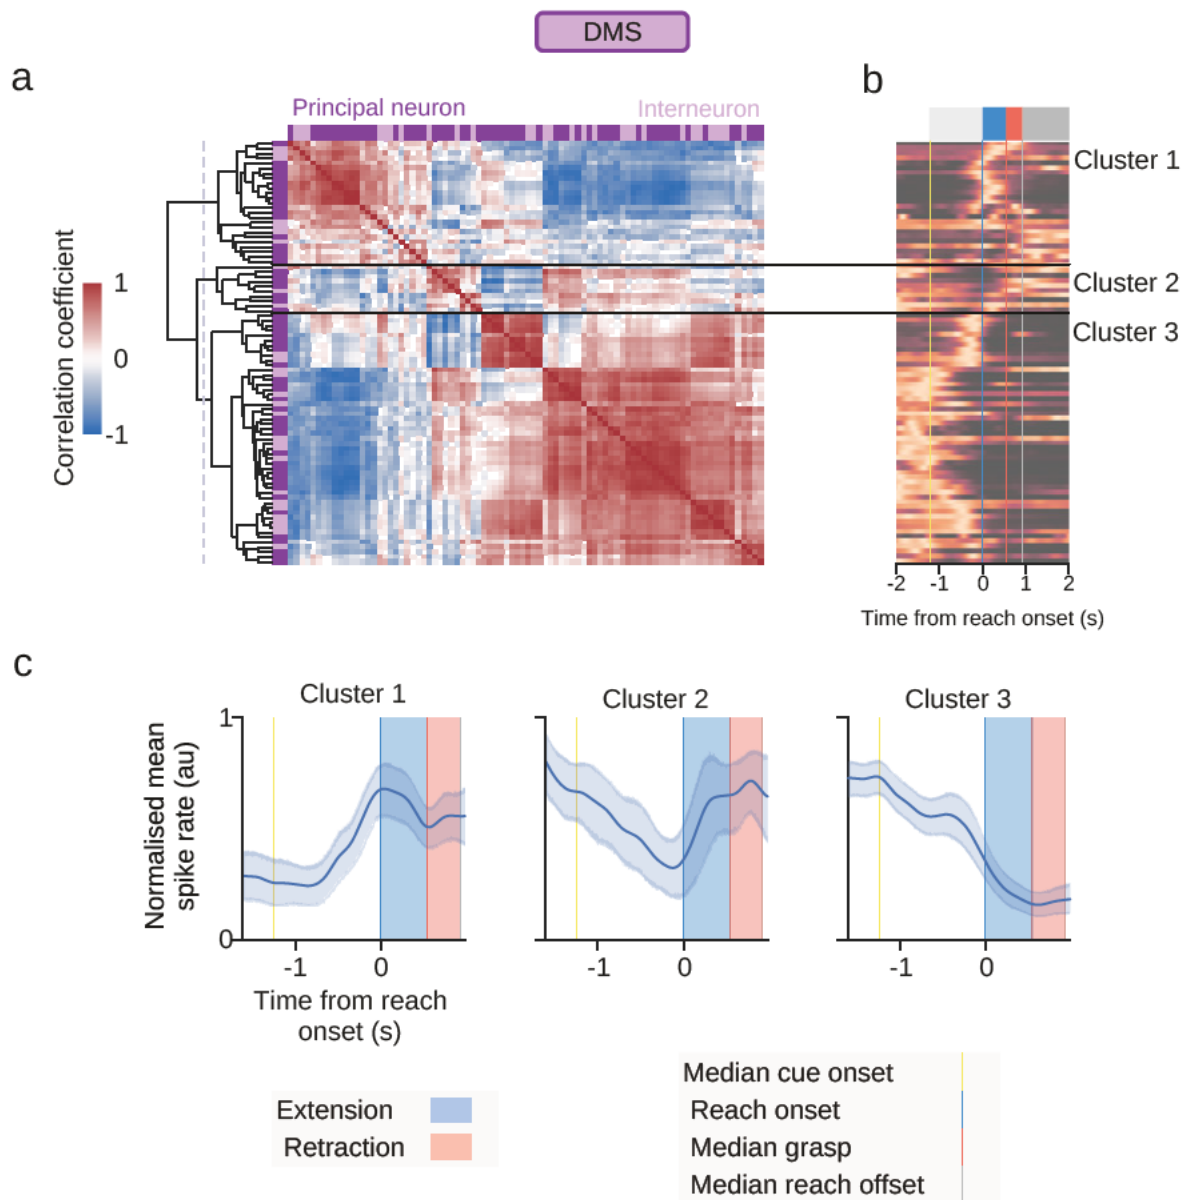 DMS
a
b
Principal neuron
Interneuron
Cluster 1
Cluster 2
Cluster 3
Correlation coefficient
1
0
-1
-2 -1 0 1 2
Time from reach onset (s)
c
Cluster 1
Cluster 2
Cluster 3
Normalised mean
spike rate (au)
1
0
-1 0
-1 0
-1 0
Time from reach
onset (s)
Extension
Retraction
Median cue onset
Reach onset
Median grasp
Median reach offset